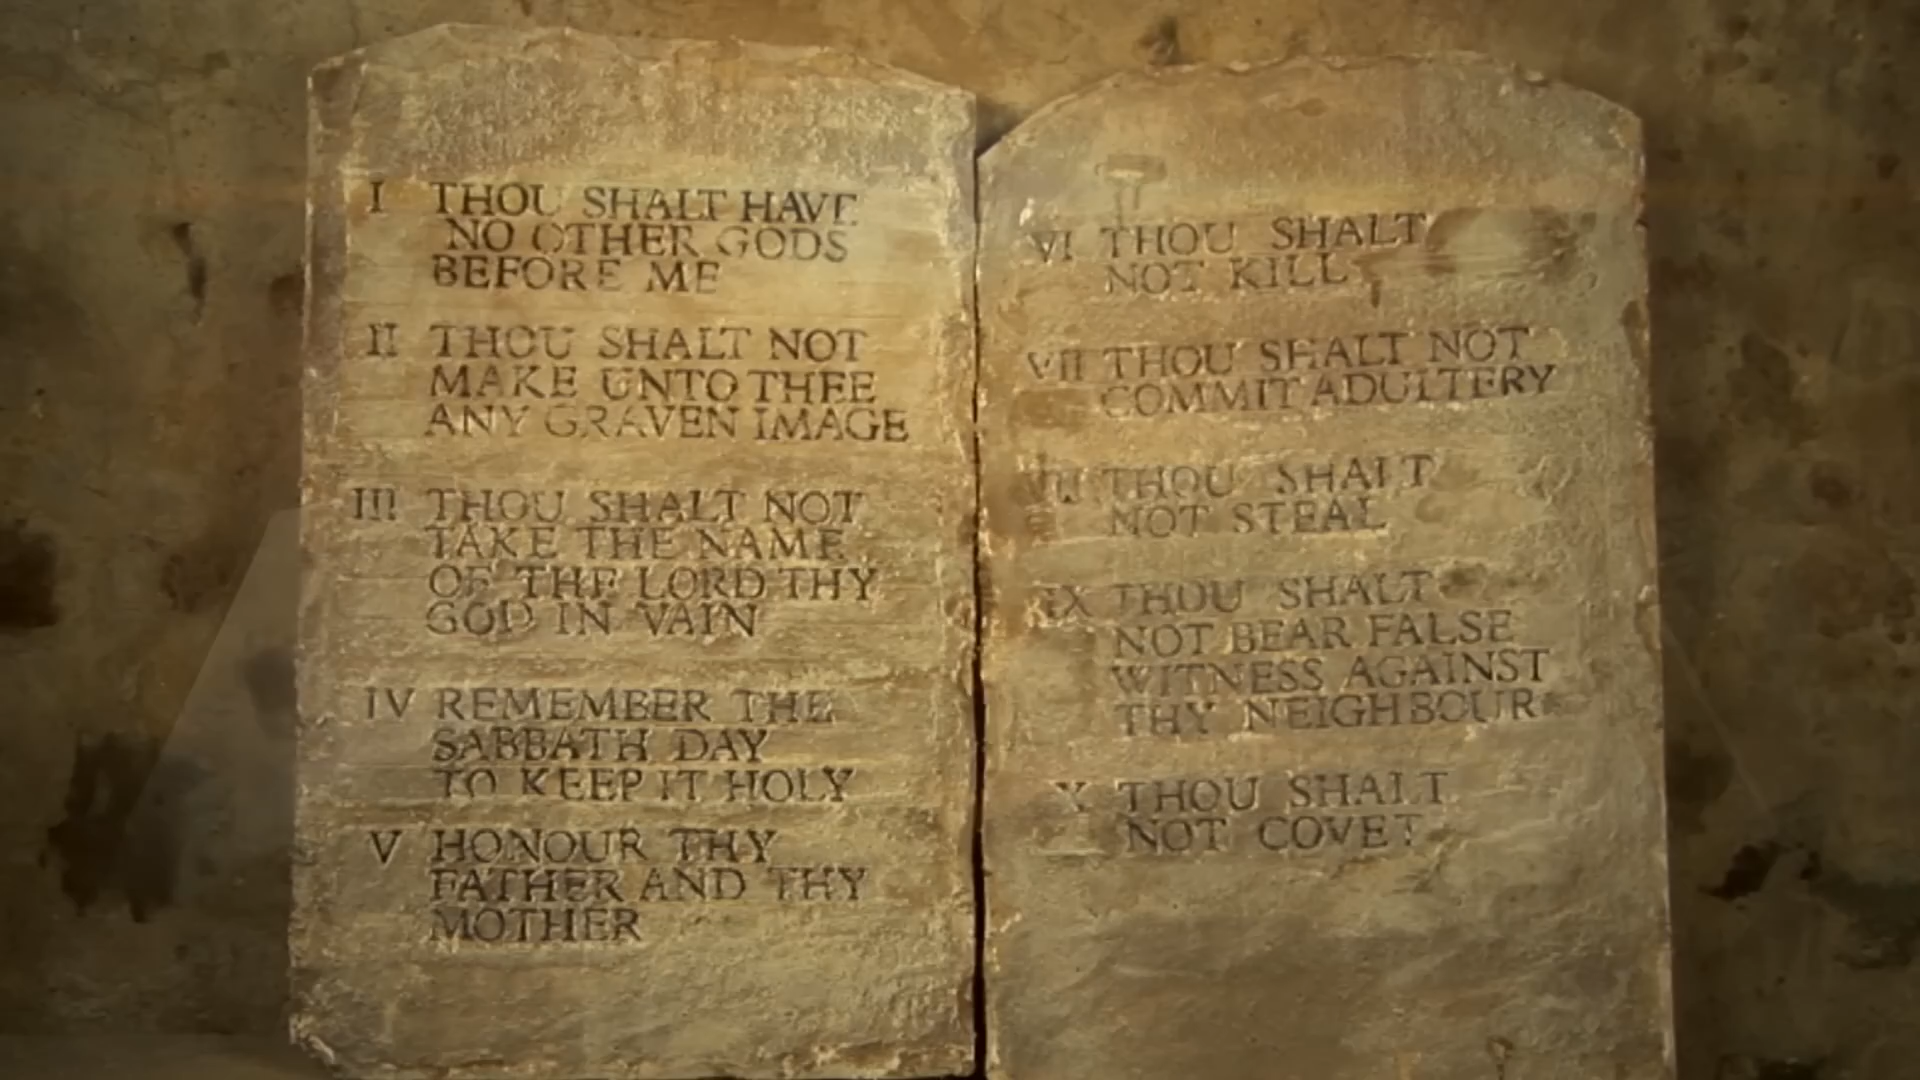 I THOU SHALT HAVE
NO OTHER GODS
BEFORE ME
II THOU SHALT NOT
MAKE UNTO THEE
ANY GRAVEN IMAGE
III THOU SHALT NOT
TAKE THE NAME
OF THE LORD THY
GOD IN VAIN
IV REMEMBER THE
SABBATH DAY
TO KEEP IT HOLY
V HONOUR THY
FATHER AND THY
MOTHER
VI THOU SHALT
NOT KILL
VII THOU SHALT NOT
COMMIT ADULTERY
VIII THOU SHALT
NOT STEAL
IX THOU SHALT
NOT BEAR FALSE
WITNESS AGAINST
THY NEIGHBOUR
X THOU SHALT
NOT COVET